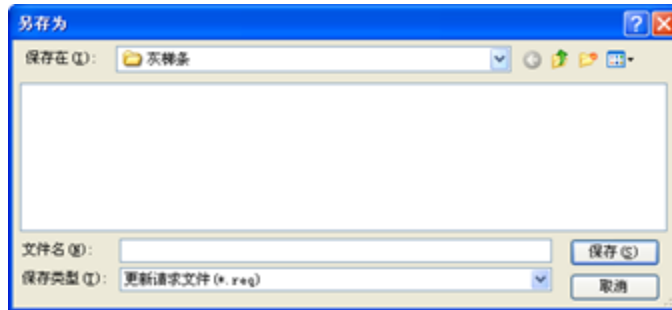 另存为
保存在(I):
灰梯条
文件名(N):
保存(S)
保存类型(T):
更新请求文件(*.req)
取消